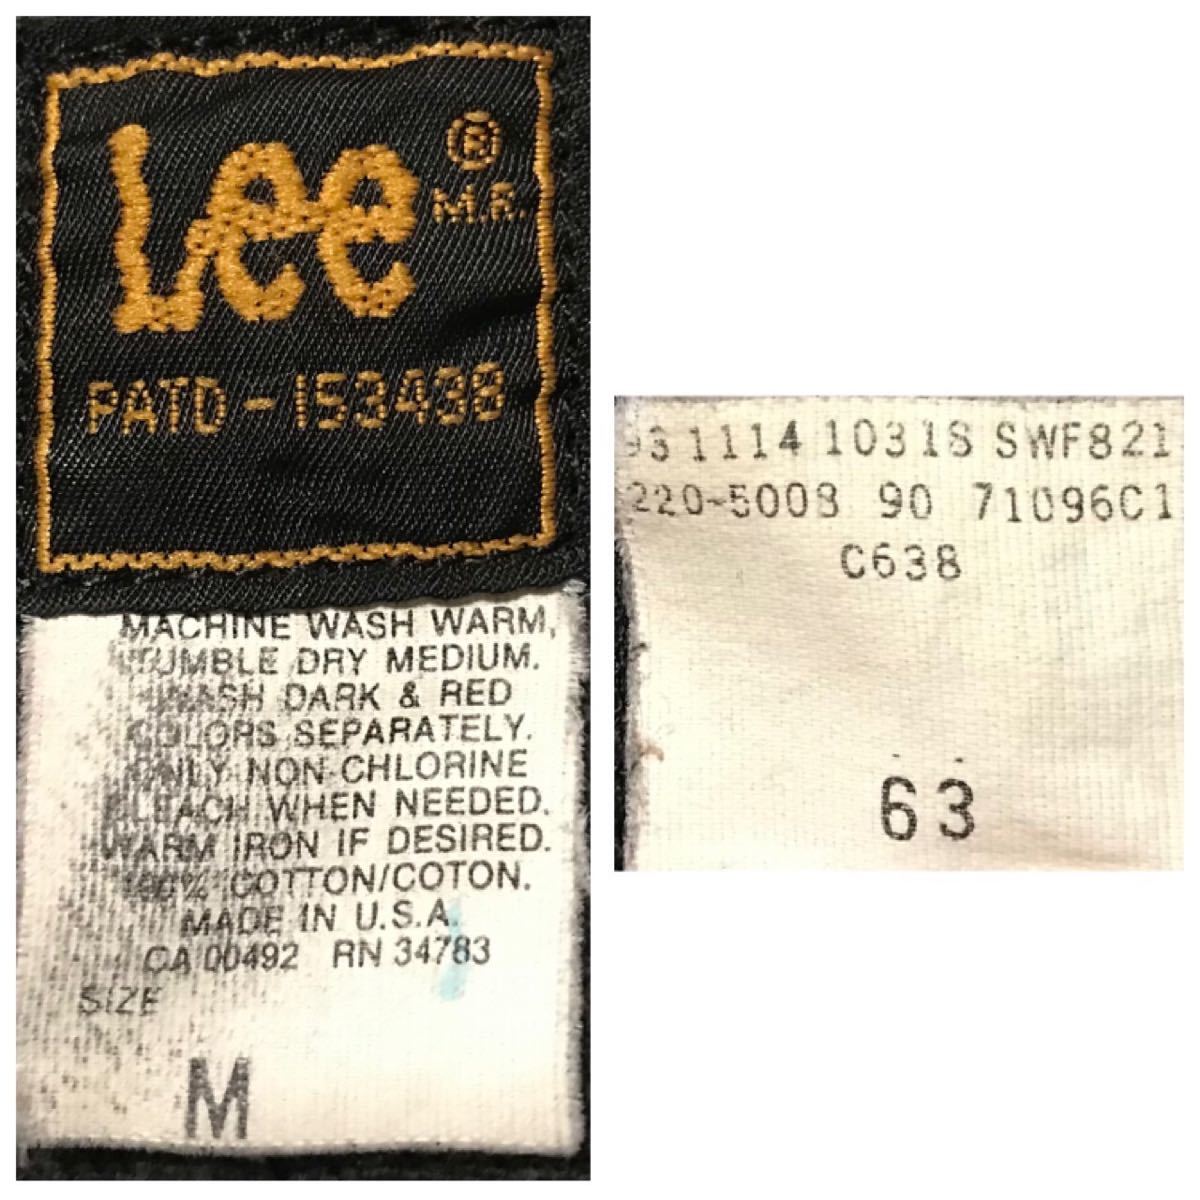 Lee ®
M.R.
PATD-153438
MACHINE WASH WARM,
TUMBLE DRY MEDIUM.
WASH DARK & RED
COLORS SEPARATELY.
ONLY NON-CHLORINE
BLEACH WHEN NEEDED.
WARM IRON IF DESIRED.
100% COTTON/COTON.
MADE IN U.S.A.
CA 00492 RN 34783
SIZE
M
93 1114 10318 SWF821
220-5008 90 71096C1
C638
63